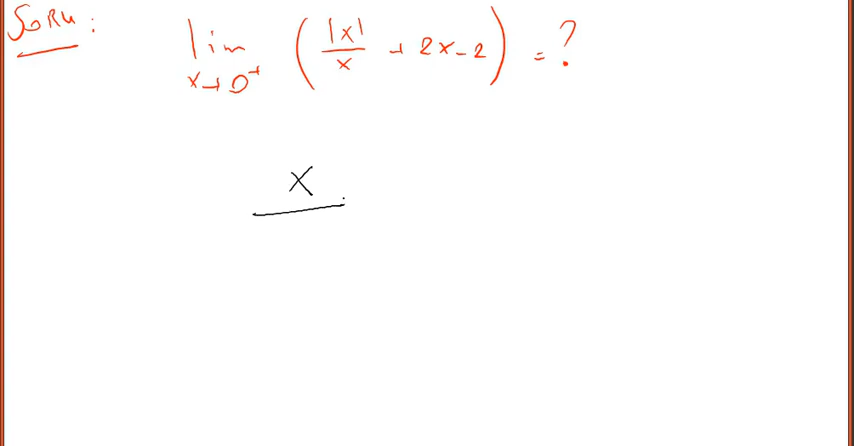 SORU :
lim x→0⁺ ( |x|/x + 2x - 2 ) = ?
x